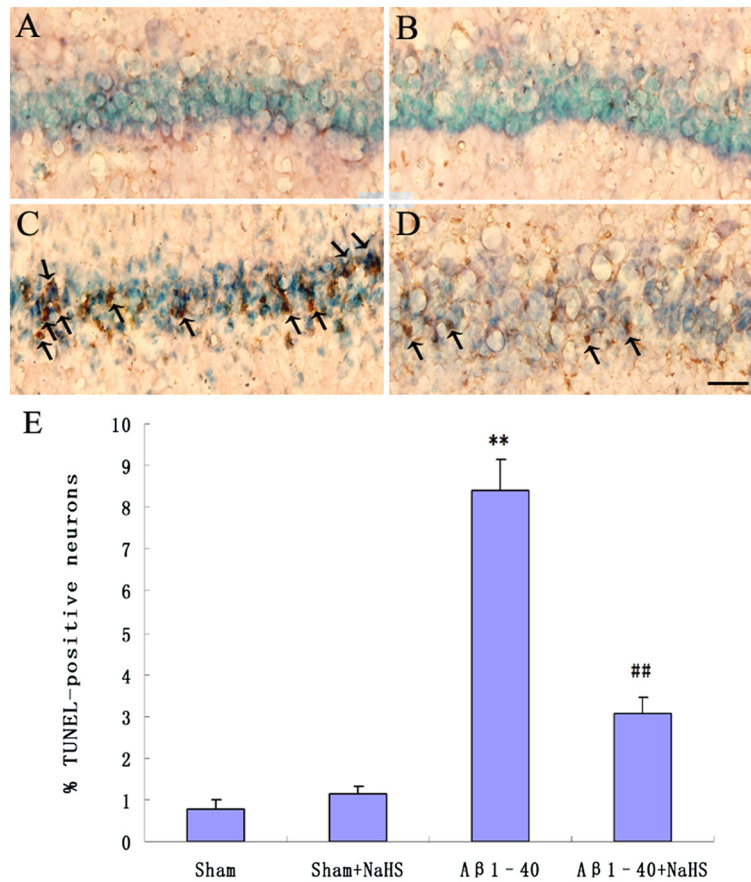 A
B
C
D
E
% TUNEL-positive neurons
10
9
8
7
6
5
4
3
2
1
0
**
##
Sham
Sham+NaHS
Aβ1-40
Aβ1-40+NaHS